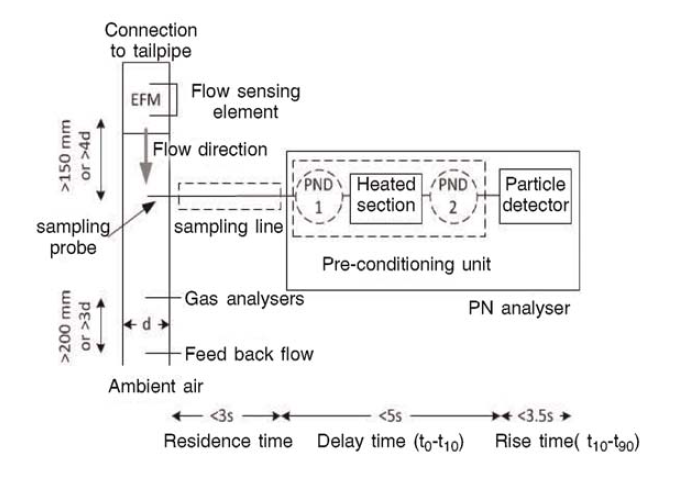 Connection
to tailpipe
EFM
Flow sensing
element
>150 mm
or >4d
Flow direction
sampling
probe
sampling line
PND
1
Heated
section
PND
2
Particle
detector
Pre-conditioning unit
PN analyser
Gas analysers
>200 mm
or >3d
d
Feed back flow
Ambient air
<3s
<5s
<3.5s
Residence time
Delay time (t0-t10)
Rise time( t10-t90)